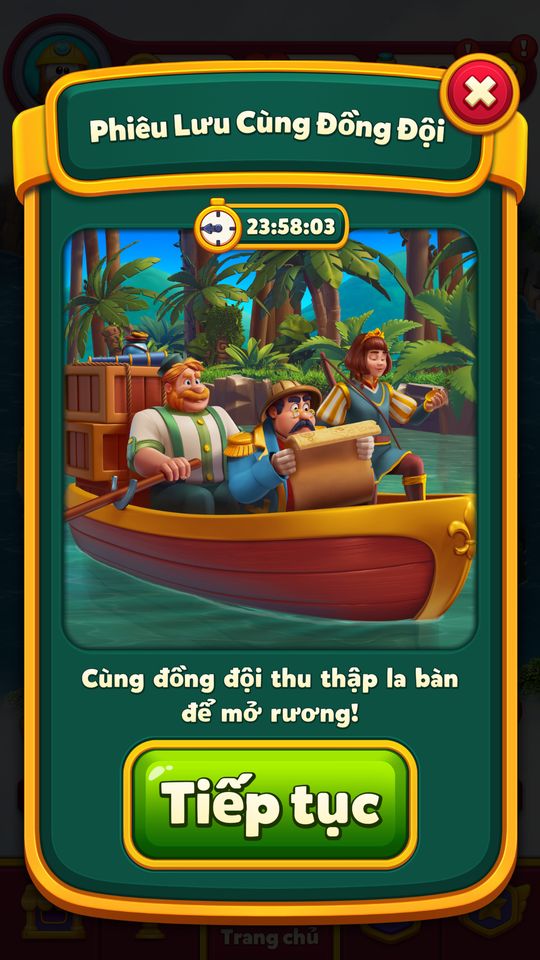 Phiêu Lưu Cùng Đồng Đội
23:58:03
Cùng đồng đội thu thập la bàn
để mở rương!
Tiếp tục
Trang chủ